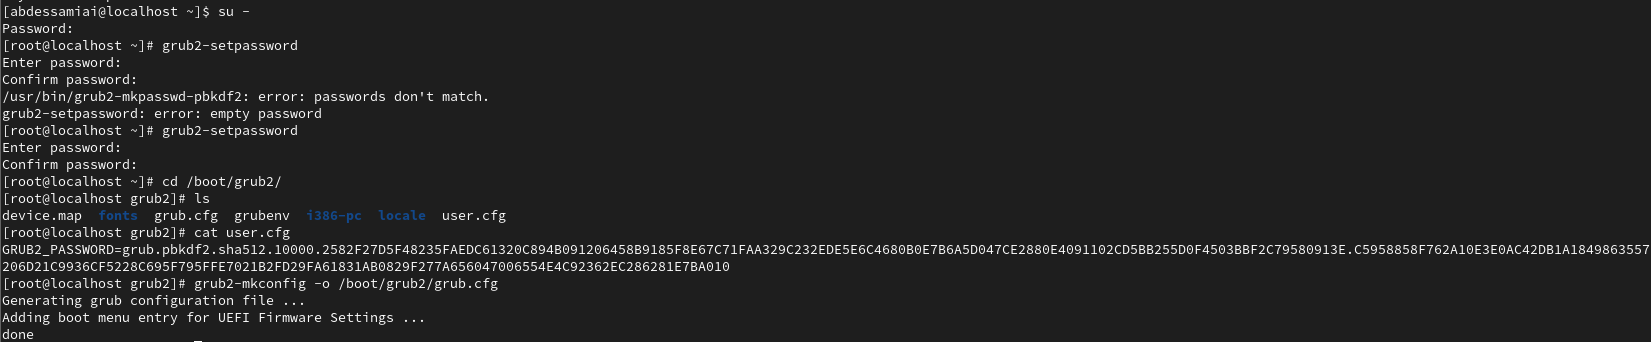 [abdessamiai@localhost ~]$ su -
Password:
[root@localhost ~]# grub2-setpassword
Enter password:
Confirm password:
/usr/bin/grub2-mkpasswd-pbkdf2: error: passwords don't match.
grub2-setpassword: error: empty password
[root@localhost ~]# grub2-setpassword
Enter password:
Confirm password:
[root@localhost ~]# cd /boot/grub2/
[root@localhost grub2]# ls
device.map  fonts  grub.cfg  grubenv  i386-pc  locale  user.cfg
[root@localhost grub2]# cat user.cfg
GRUB2_PASSWORD=grub.pbkdf2.sha512.10000.2582F27D5F48235FAEDC61320C894B091206458B9185F8E67C71FAA329C232EDE5E6C4680B0E7B6A5D047CE2880E4091102CD5BB255D0F4503BBF2C79580913E.C5958858F762A10E3E0AC42DB1A1849863557
206D21C9936CF5228C695F795FFE7021B2FD29FA61831AB0829F277A656047006554E4C92362EC286281E7BA010
[root@localhost grub2]# grub2-mkconfig -o /boot/grub2/grub.cfg
Generating grub configuration file ...
Adding boot menu entry for UEFI Firmware Settings ...
done